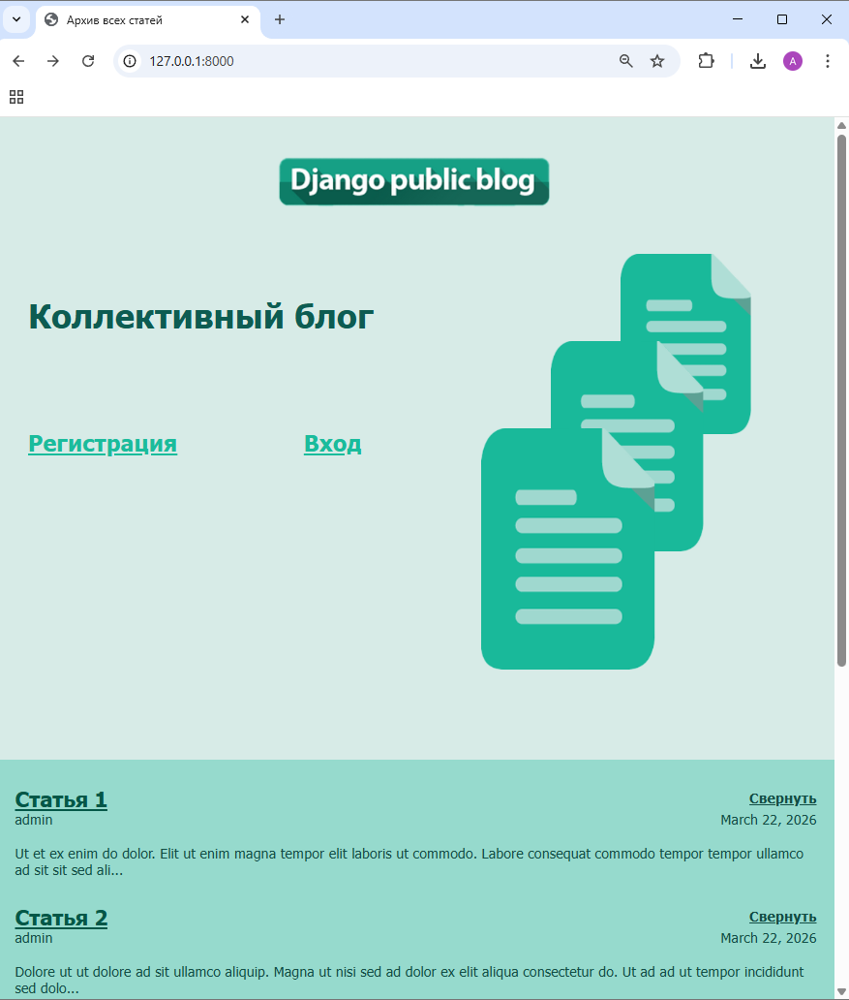 Архив всех статей
127.0.0.1:8000
A
Django public blog
Коллективный блог
Регистрация Вход
Статья 1 Свернуть
admin March 22, 2026
Ut et ex enim do dolor. Elit ut enim magna tempor elit laboris ut commodo. Labore consequat commodo tempor tempor ullamco
ad sit sit sed ali...
Статья 2 Свернуть
admin March 22, 2026
Dolore ut ut dolore ad sit ullamco aliquip. Magna ut nisi sed ad dolor ex elit aliqua consectetur do. Ut ad ad ut tempor incididunt
sed dolo...